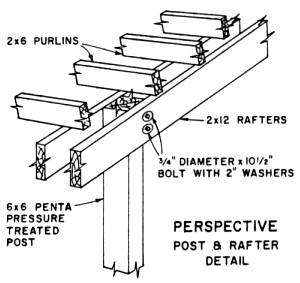 2x6 PURLINS
2x12 RAFTERS
3/4" DIAMETER x 10 1/2"
BOLT WITH 2" WASHERS
6x6 PENTA
PRESSURE
TREATED
POST
PERSPECTIVE
POST & RAFTER
DETAIL